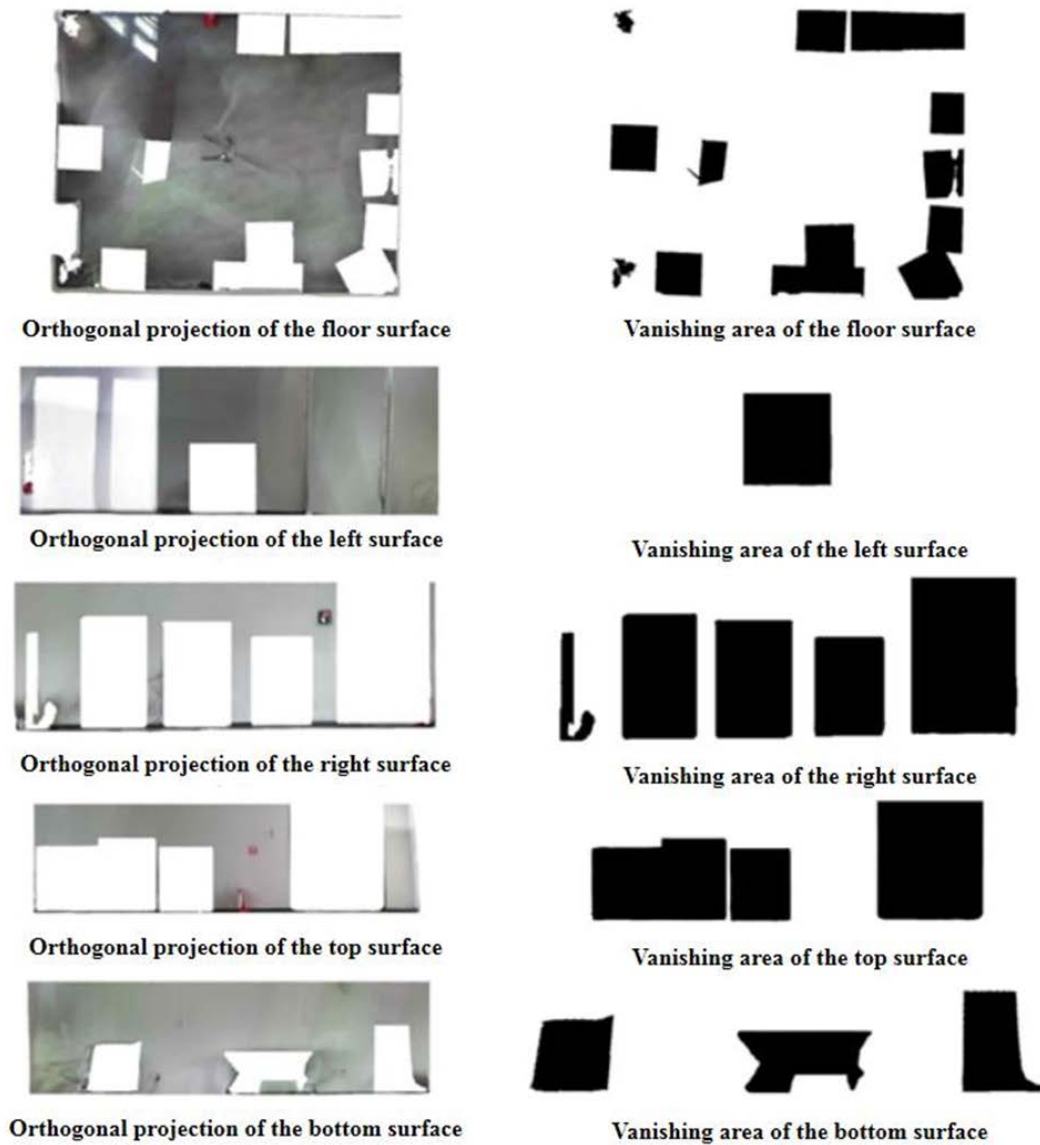 Orthogonal projection of the floor surface
Vanishing area of the floor surface
Orthogonal projection of the left surface
Vanishing area of the left surface
Orthogonal projection of the right surface
Vanishing area of the right surface
Orthogonal projection of the top surface
Vanishing area of the top surface
Orthogonal projection of the bottom surface
Vanishing area of the bottom surface